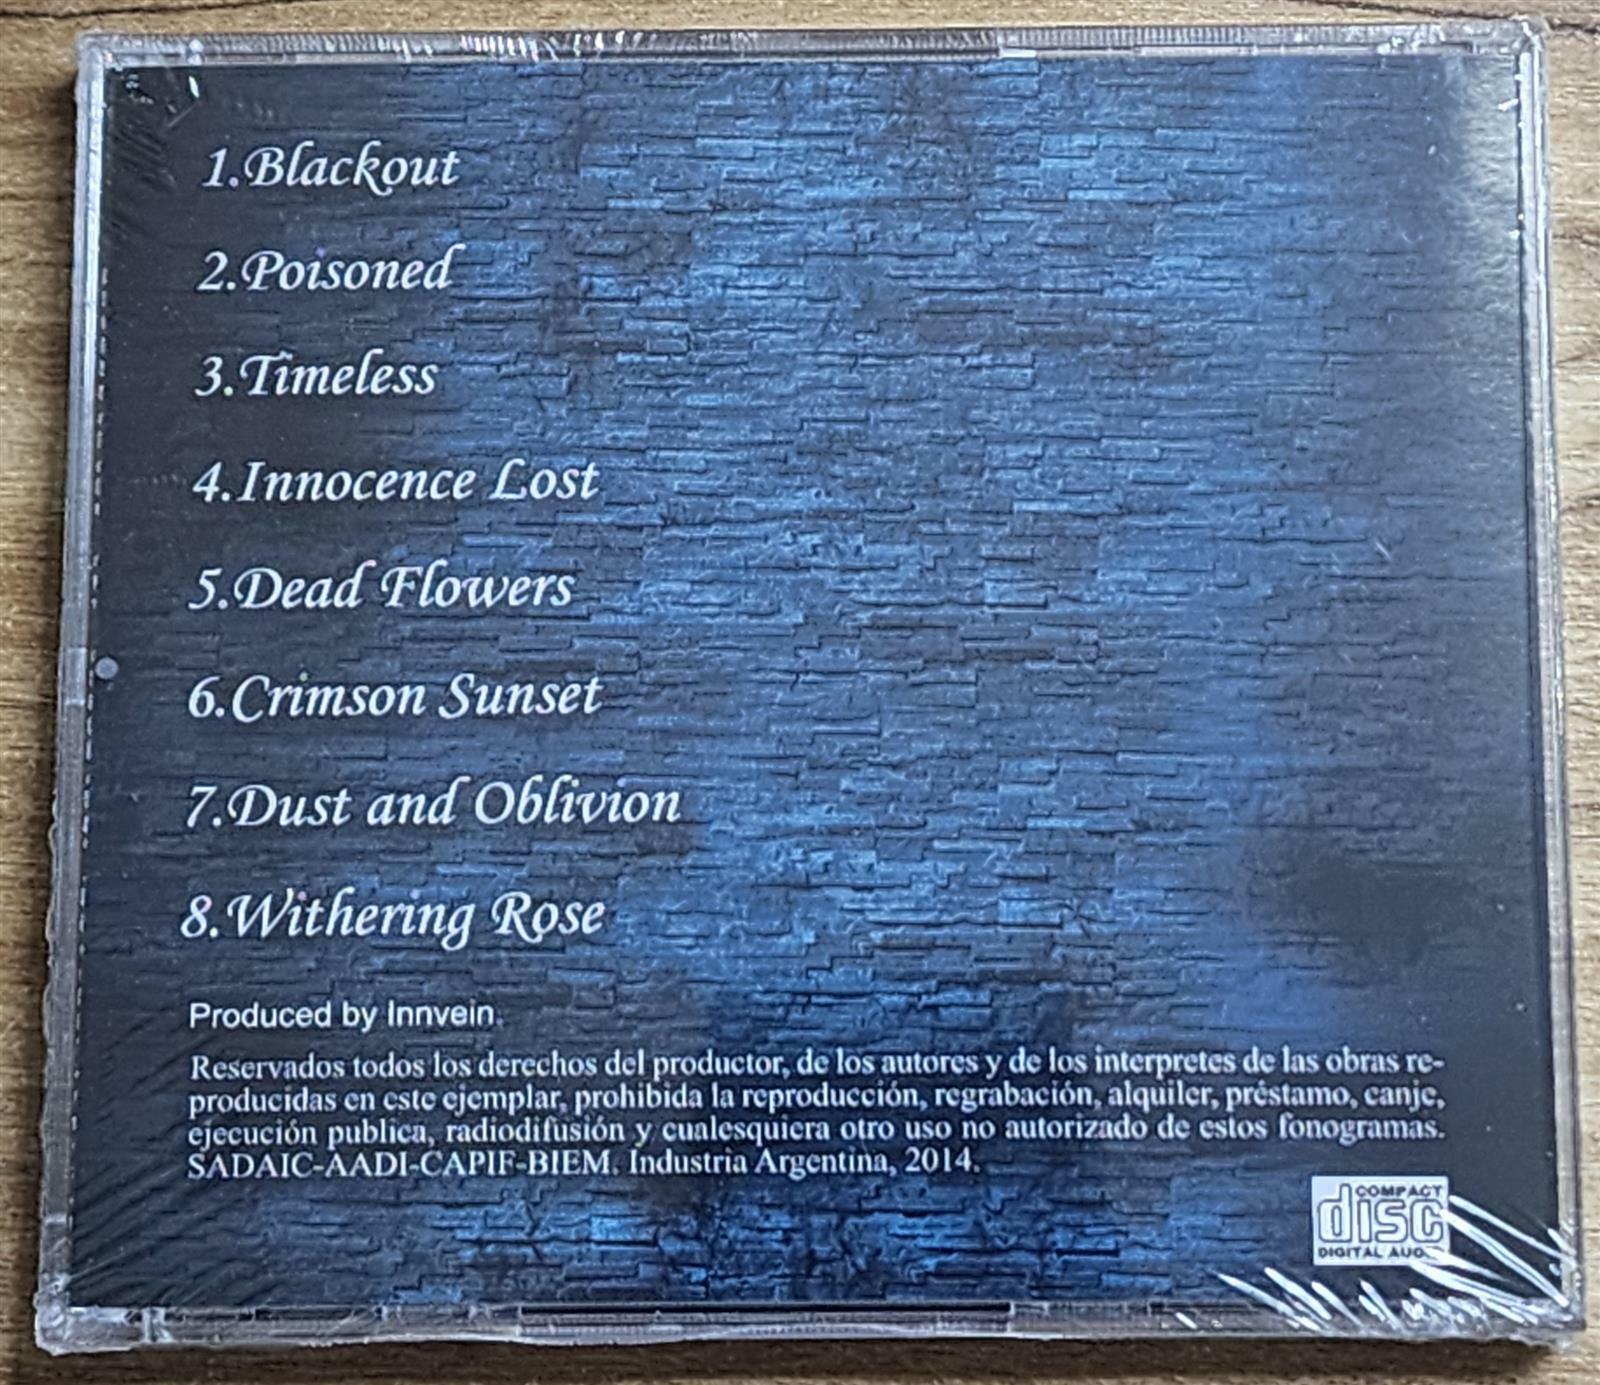 1.Blackout
2.Poisoned
3.Timeless
4.Innocence Lost
5.Dead Flowers
6.Crimson Sunset
7.Dust and Oblivion
8.Withering Rose
Produced by Innvein.
Reservados todos los derechos del productor, de los autores y de los interpretes de las obras re-
producidas en este ejemplar, prohibida la reproducción, regrabación, alquiler, préstamo, canje,
ejecución publica, radiodifusión y cualesquiera otro uso no autorizado de estos fonogramas.
SADAIC-AADI-CAPIF-BIEM. Industria Argentina, 2014.
COMPACT
disc
DIGITAL AUDIO